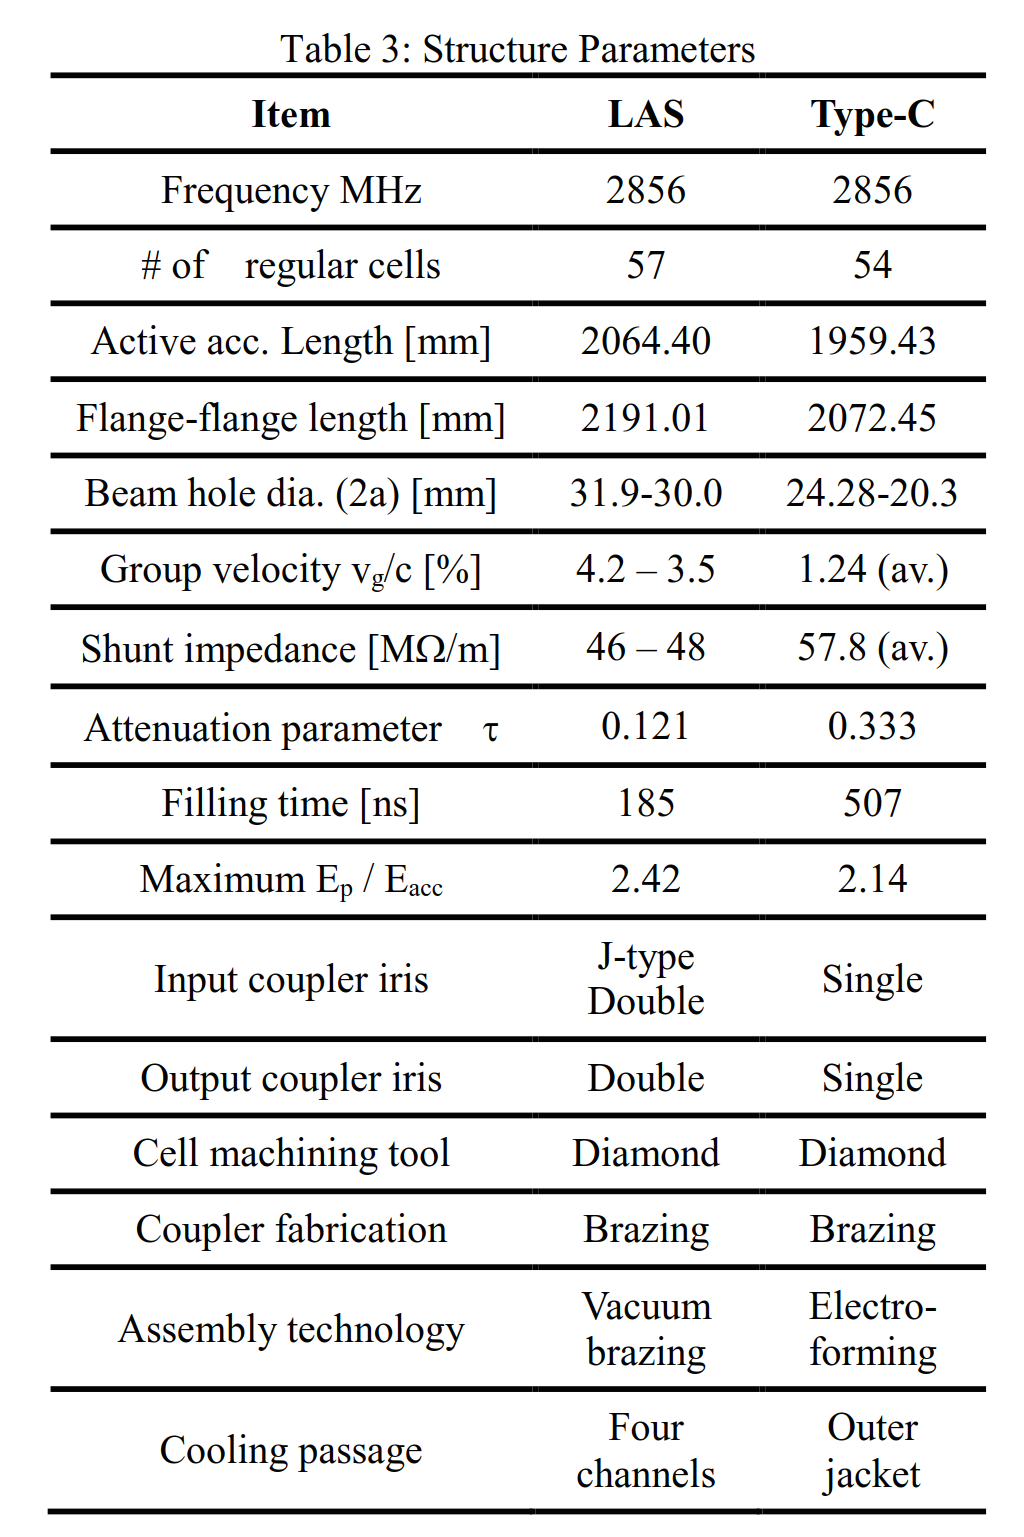 Table 3: Structure Parameters
Item LAS Type-C
Frequency MHz 2856 2856
# of regular cells 57 54
Active acc. Length [mm] 2064.40 1959.43
Flange-flange length [mm] 2191.01 2072.45
Beam hole dia. (2a) [mm] 31.9-30.0 24.28-20.3
Group velocity vg/c [%] 4.2 – 3.5 1.24 (av.)
Shunt impedance [MΩ/m] 46 – 48 57.8 (av.)
Attenuation parameter τ 0.121 0.333
Filling time [ns] 185 507
Maximum Ep / Eacc 2.42 2.14
Input coupler iris J-type Double Single
Output coupler iris Double Single
Cell machining tool Diamond Diamond
Coupler fabrication Brazing Brazing
Assembly technology Vacuum brazing Electro-forming
Cooling passage Four channels Outer jacket